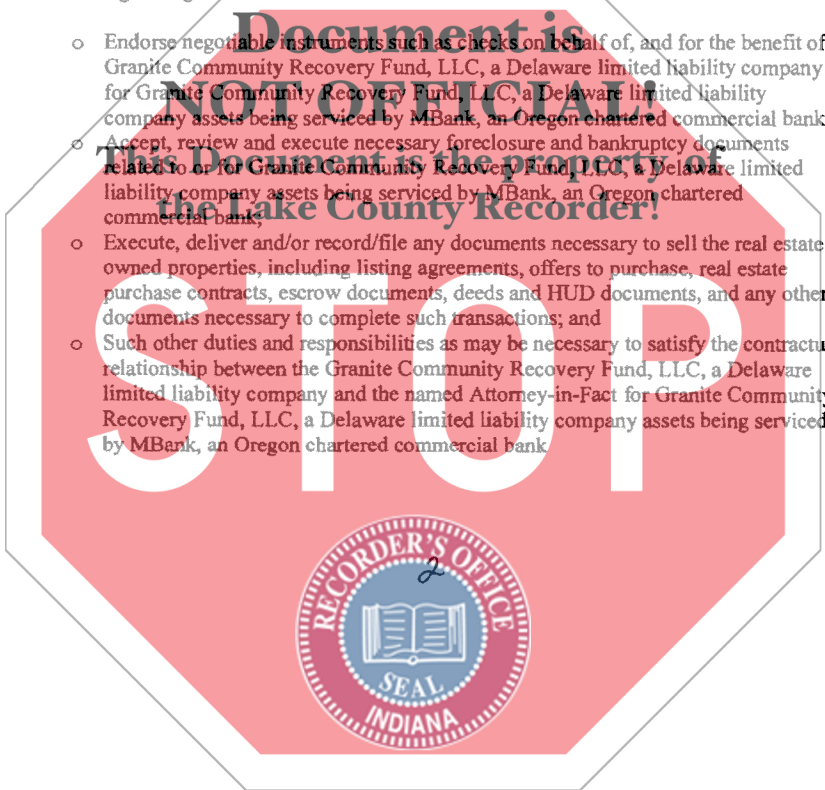 Document is
NOT OFFICIAL!
This Document is the property of
the Lake County Recorder!
o Endorse negotiable instruments such as checks on behalf of, and for the benefit of
Granite Community Recovery Fund, LLC, a Delaware limited liability company
for Granite Community Recovery Fund, LLC, a Delaware limited liability
company assets being serviced by MBank, an Oregon chartered commercial bank
o Accept, review and execute necessary foreclosure and bankruptcy documents
related to or for Granite Community Recovery Fund, LLC, a Delaware limited
liability company assets being serviced by MBank, an Oregon chartered
commercial bank;
o Execute, deliver and/or record/file any documents necessary to sell the real estate
owned properties, including listing agreements, offers to purchase, real estate
purchase contracts, escrow documents, deeds and HUD documents, and any other
documents necessary to complete such transactions; and
o Such other duties and responsibilities as may be necessary to satisfy the contractu
relationship between the Granite Community Recovery Fund, LLC, a Delaware
limited liability company and the named Attorney-in-Fact for Granite Community
Recovery Fund, LLC, a Delaware limited liability company assets being serviced
by MBank, an Oregon chartered commercial bank
STOP
2
RECORDER'S OFFICE
SEAL
INDIANA